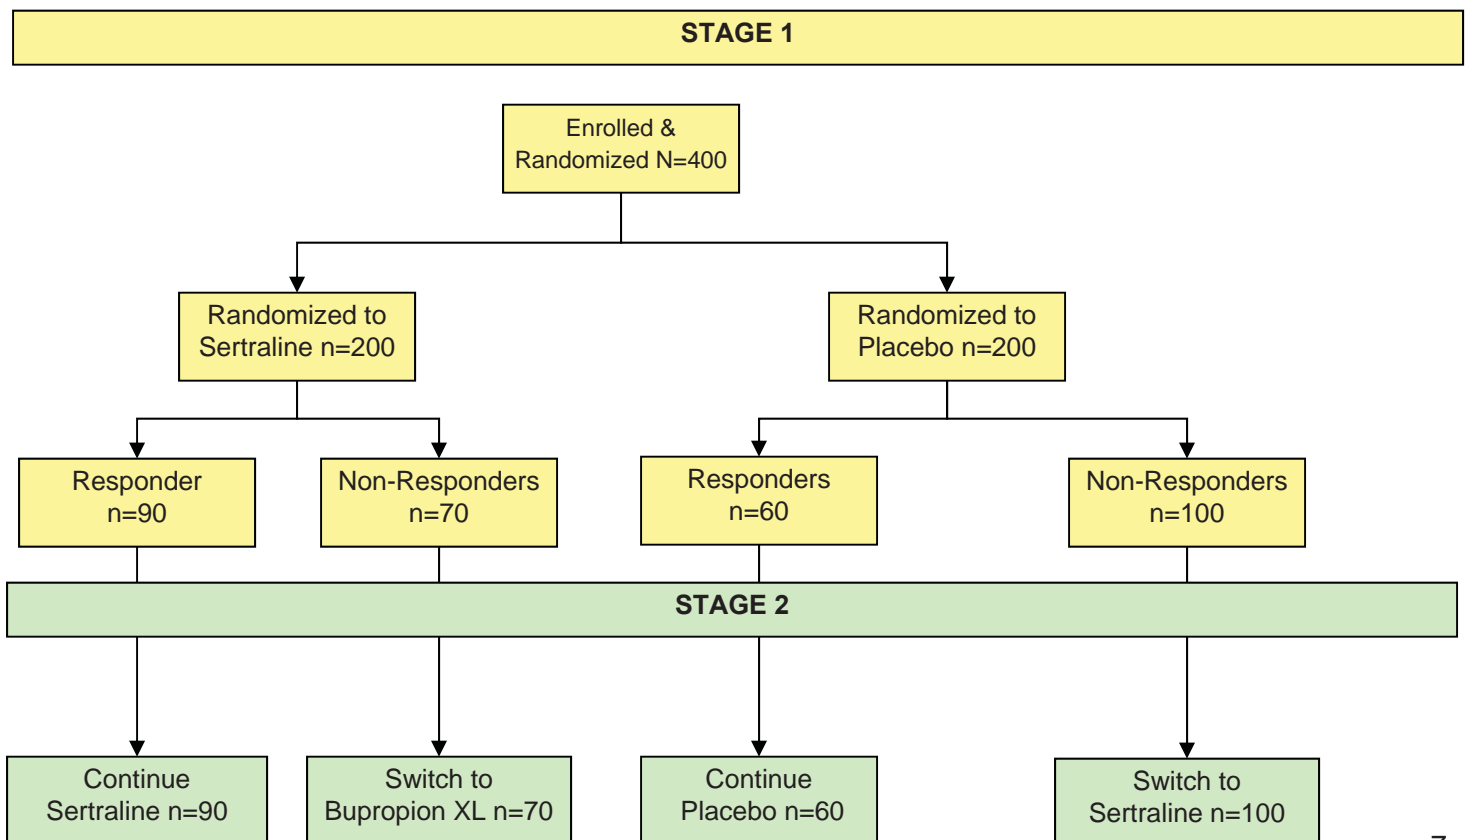 STAGE 1
Enrolled &
Randomized N=400
Randomized to
Sertraline n=200
Randomized to
Placebo n=200
Responder
n=90
Non-Responders
n=70
Responders
n=60
Non-Responders
n=100
STAGE 2
Continue
Sertraline n=90
Switch to
Bupropion XL n=70
Continue
Placebo n=60
Switch to
Sertraline n=100